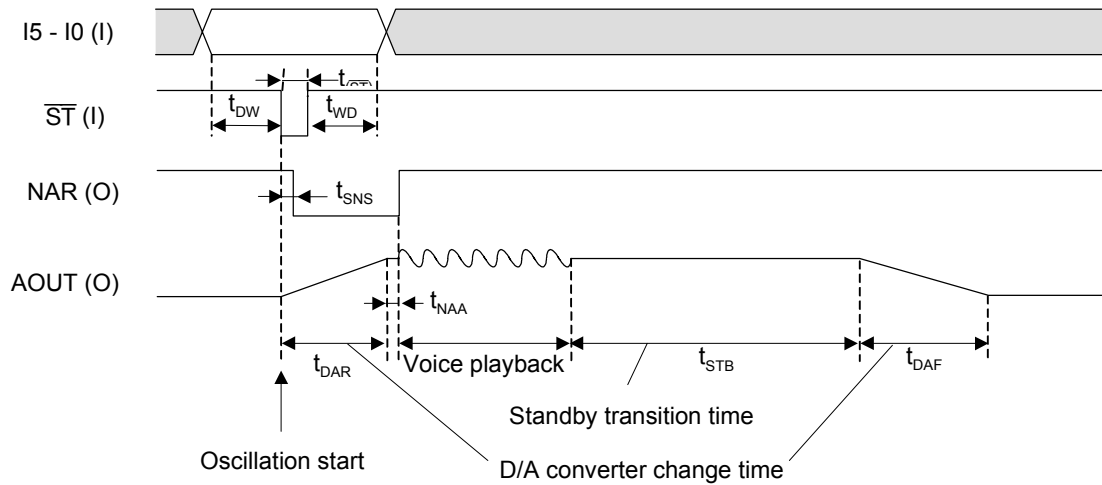 I5 - I0 (I)
t(ST)
ST (I)
tDW
tWD
NAR (O)
tSNS
AOUT (O)
tNAA
tDAR
Voice playback
tSTB
tDAF
Standby transition time
Oscillation start
D/A converter change time